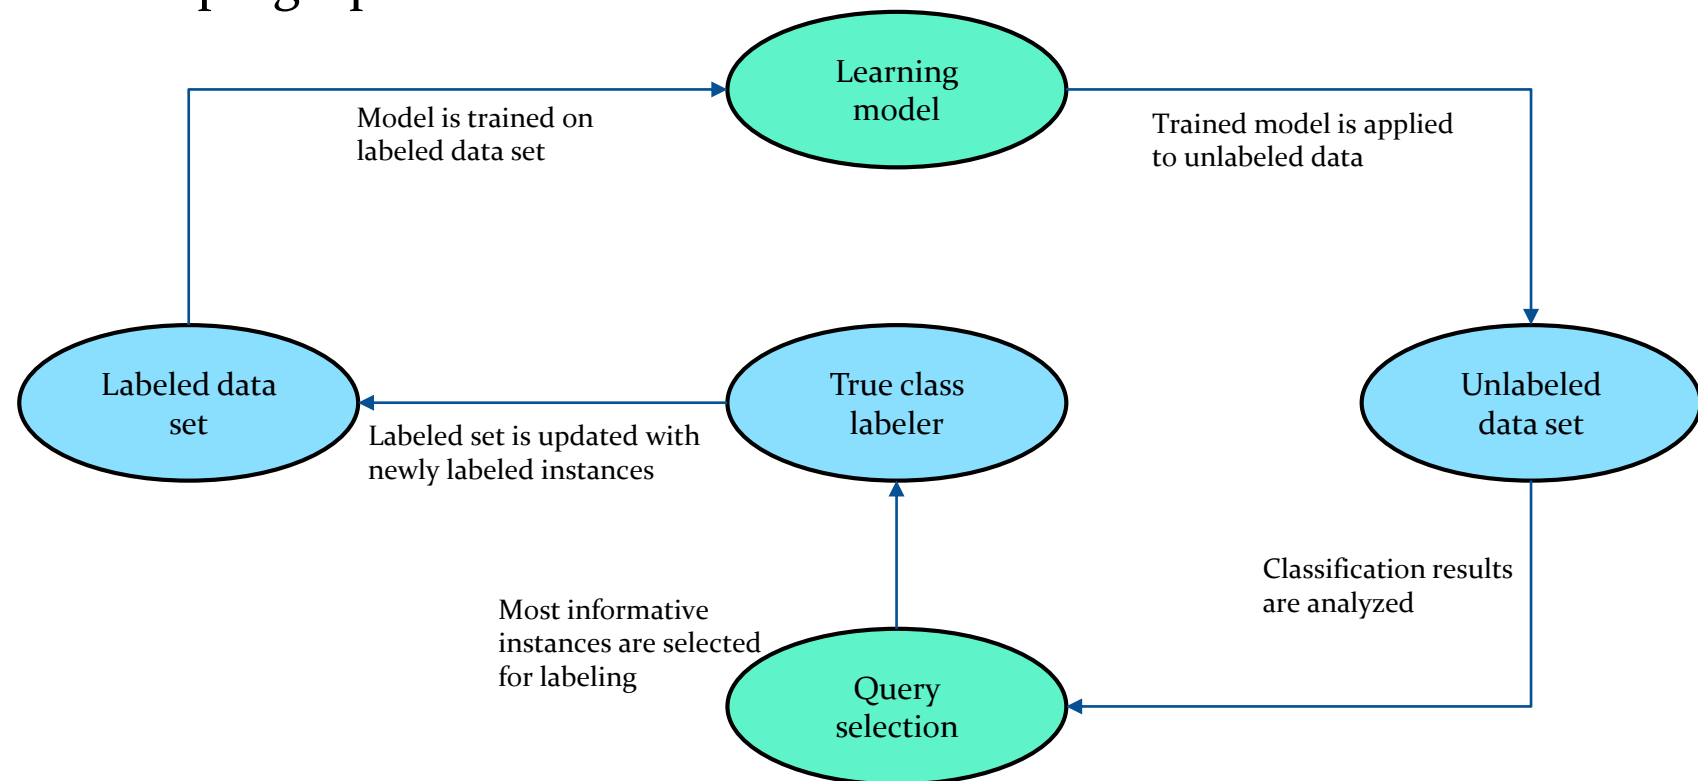 Learning
model
Model is trained on
labeled data set
Trained model is applied
to unlabeled data
Labeled data
set
True class
labeler
Unlabeled
data set
Labeled set is updated with
newly labeled instances
Classification results
are analyzed
Most informative
instances are selected
for labeling
Query
selection